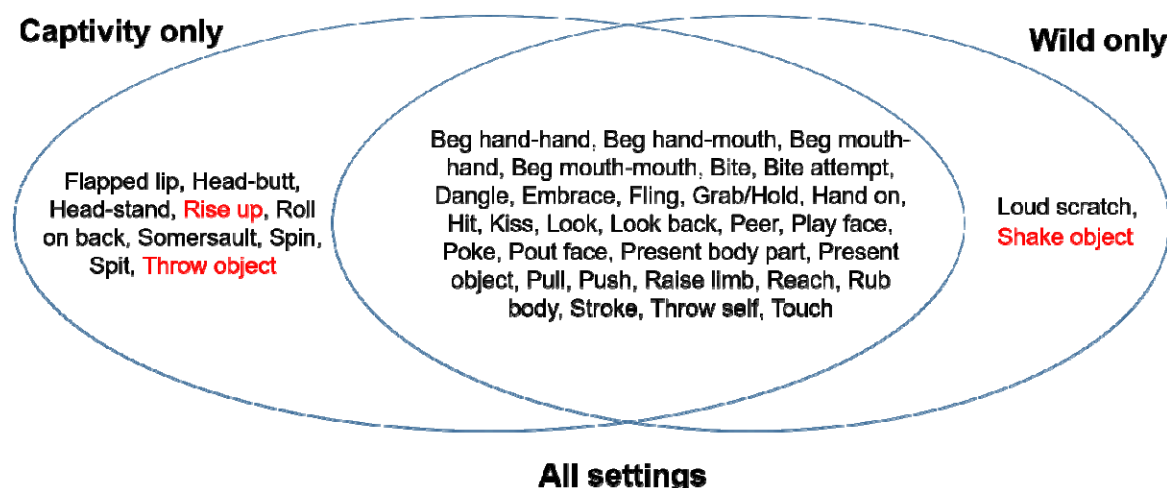 Captivity only
Wild only
Flapped lip, Head-butt,
Head-stand, Rise up, Roll
on back, Somersault, Spin,
Spit, Throw object
Beg hand-hand, Beg hand-mouth, Beg mouth-
hand, Beg mouth-mouth, Bite, Bite attempt,
Dangle, Embrace, Fling, Grab/Hold, Hand on,
Hit, Kiss, Look, Look back, Peer, Play face,
Poke, Pout face, Present body part, Present
object, Pull, Push, Raise limb, Reach, Rub
body, Stroke, Throw self, Touch
Loud scratch,
Shake object
All settings